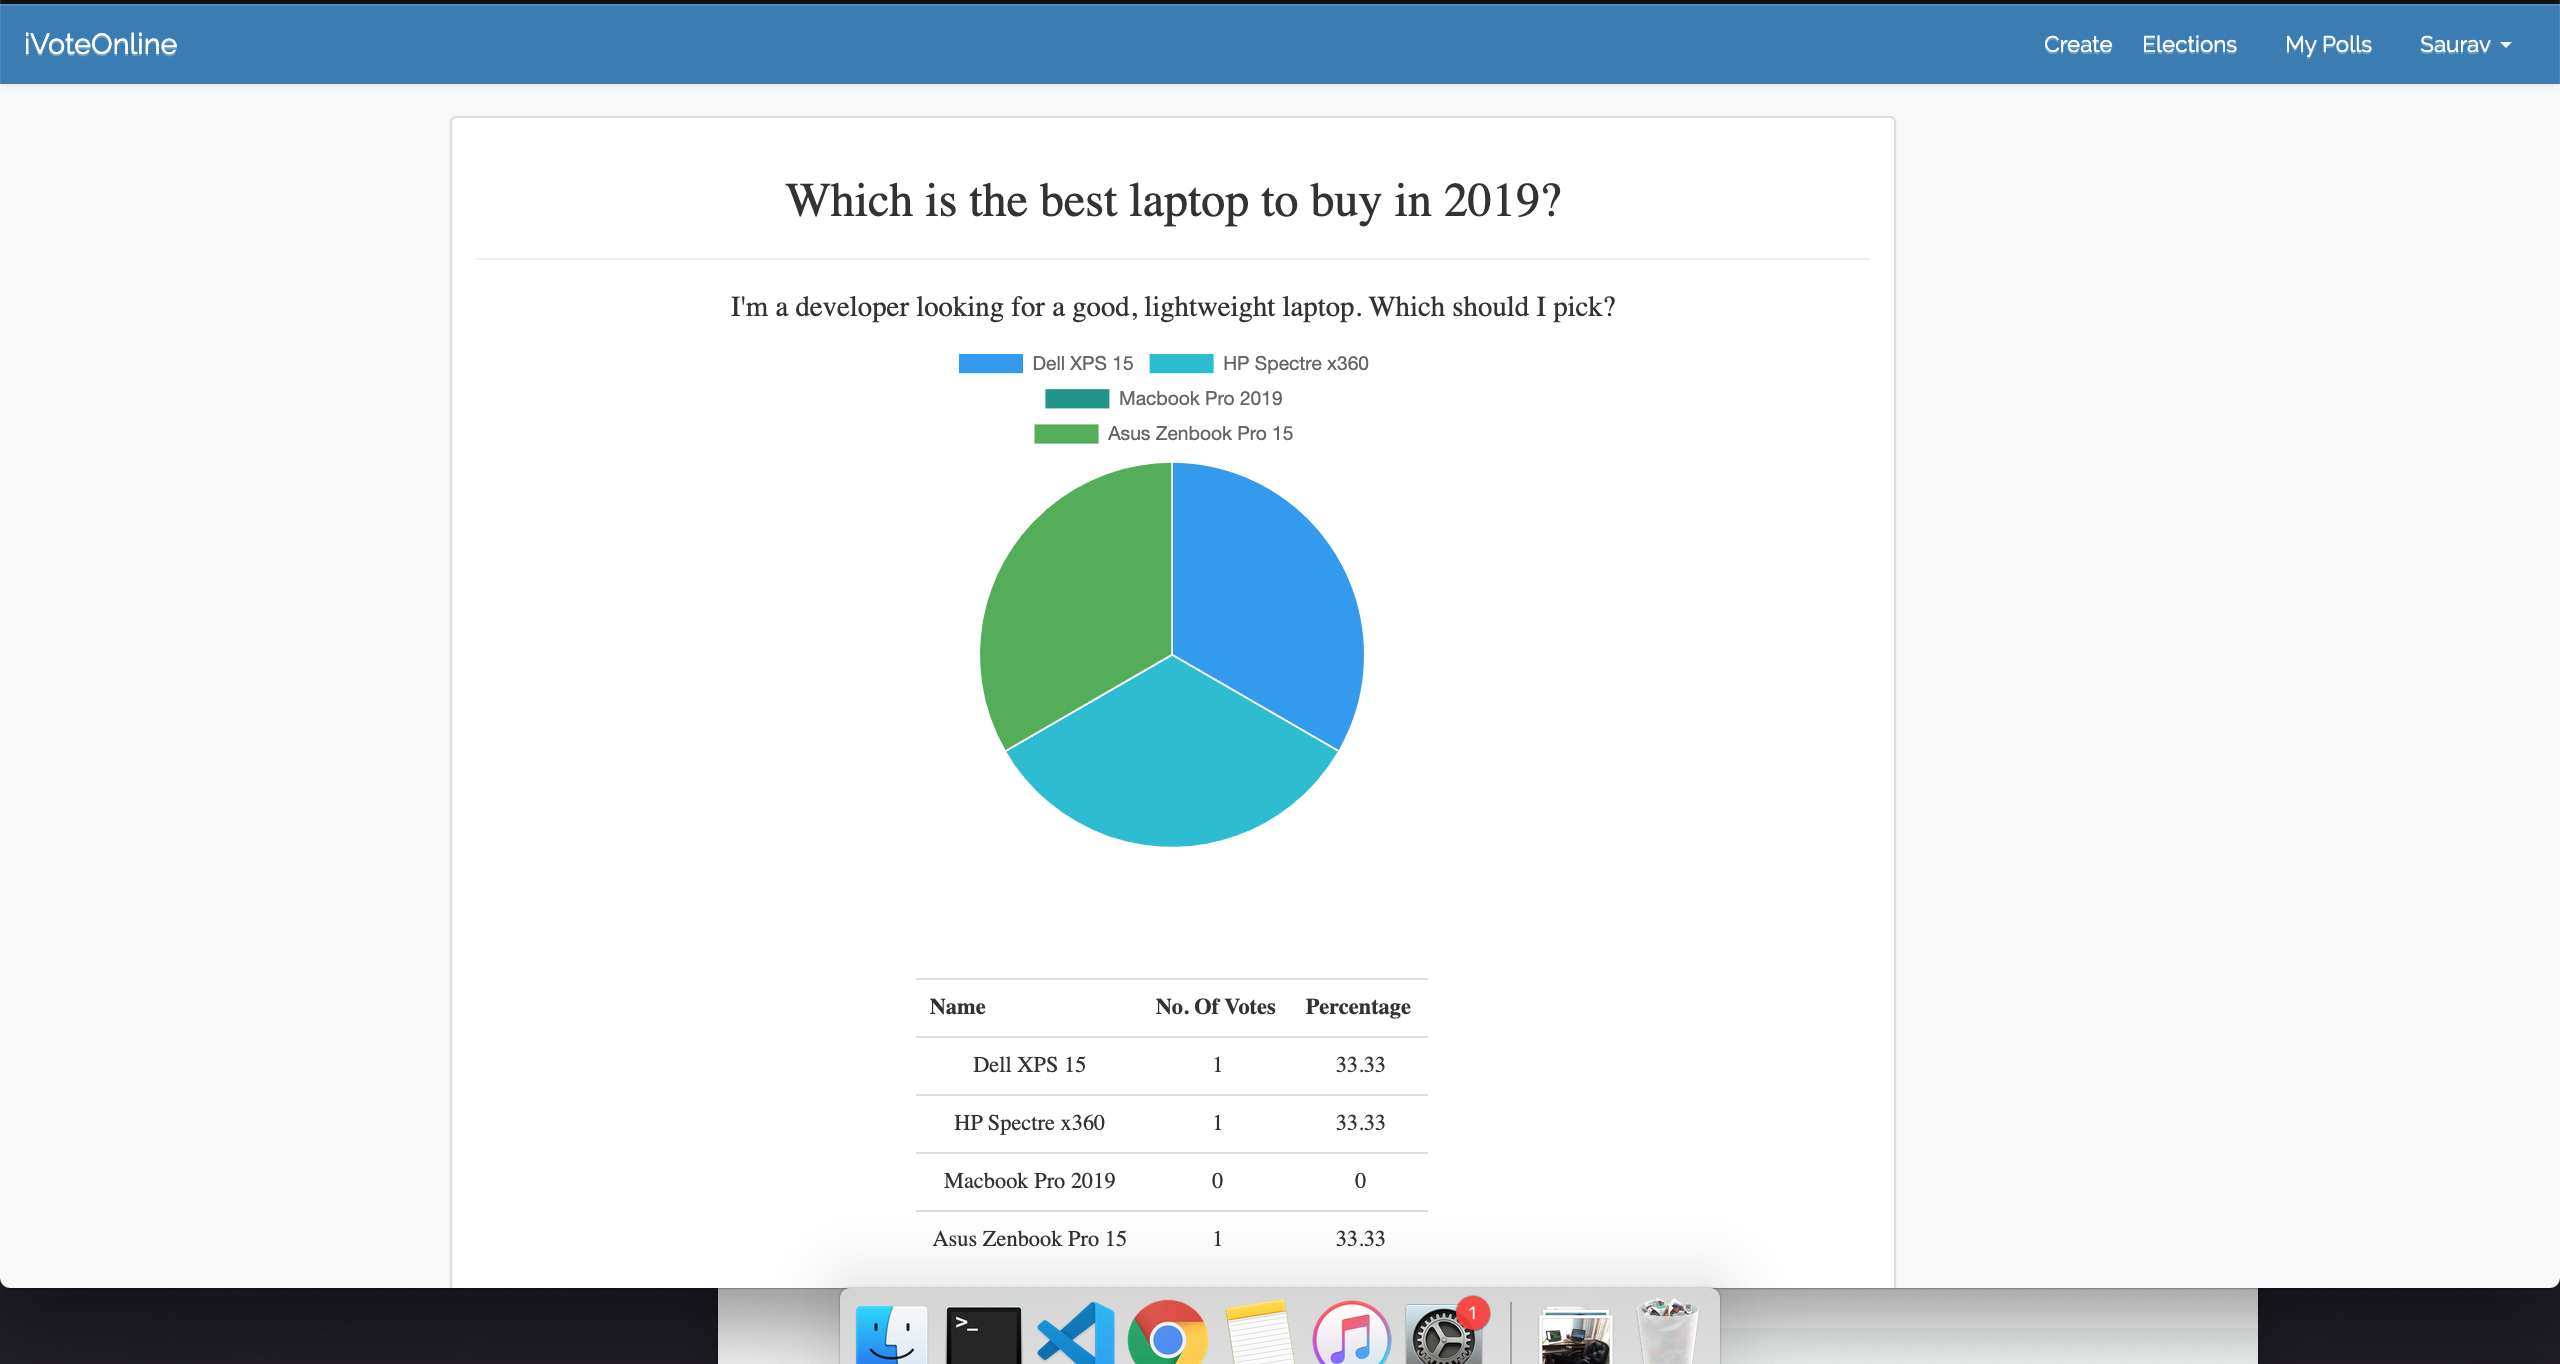 iVoteOnline Create Elections My Polls Saurav
Which is the best laptop to buy in 2019?
I'm a developer looking for a good, lightweight laptop. Which should I pick?
Dell XPS 15 HP Spectre x360
Macbook Pro 2019
Asus Zenbook Pro 15
Name No. Of Votes Percentage
Dell XPS 15 1 33.33
HP Spectre x360 1 33.33
Macbook Pro 2019 0 0
Asus Zenbook Pro 15 1 33.33
>_ 1